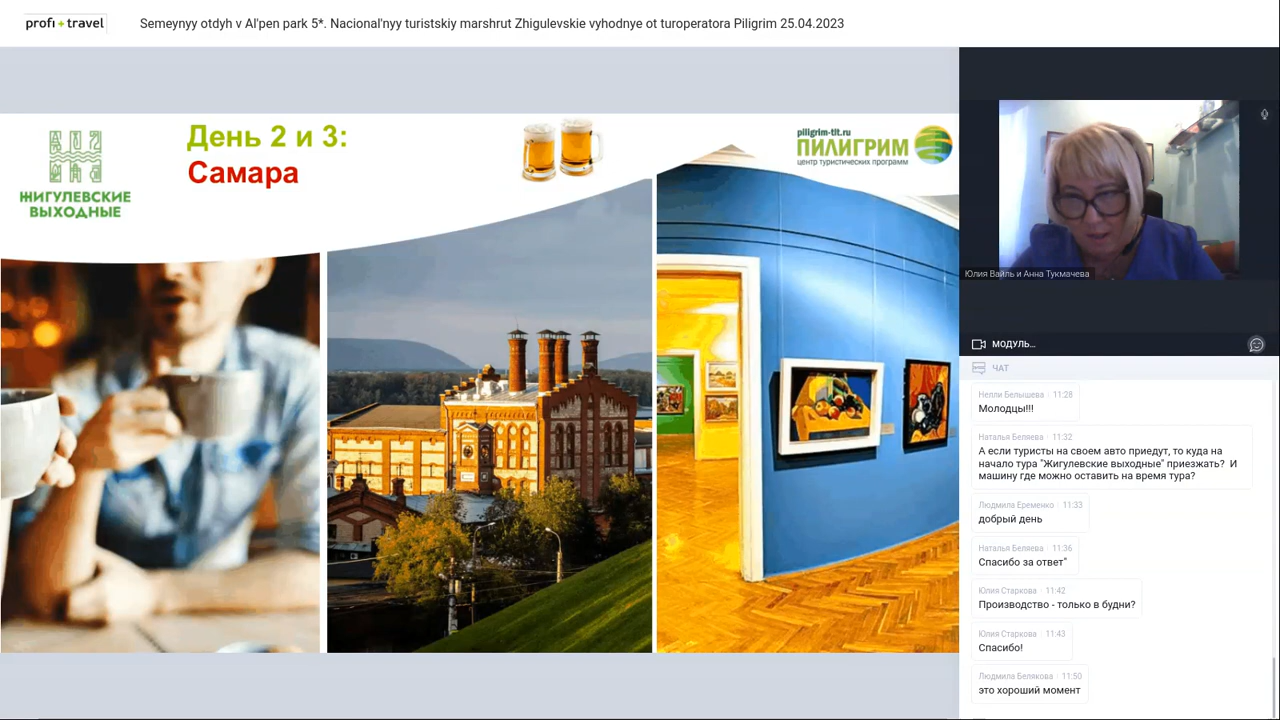 profi + travel
Semeynyy otdyh v Al'pen park 5*. Nacional'nyy turistskiy marshrut Zhigulevskie vyhodnye ot turoperatora Piligrim 25.04.2023
День 2 и 3:
Самара
ЖИГУЛЕВСКИЕ
ВЫХОДНЫЕ
piligrim-tlt.ru
ПИЛИГРИМ
центр туристических программ
Юлия Вайль и Анна Тукмачева
модуль…
ЧАТ
Нелли Белышева 11:28
Молодцы!!!
Наталья Беляева 11:32
А если туристы на своем авто приедут, то куда на
начало тура "Жигулевские выходные" приезжать? И
машину где можно оставить на время тура?
Людмила Еременко 11:33
добрый день
Наталья Беляева 11:36
Спасибо за ответ"
Юлия Старкова 11:42
Производство - только в будни?
Юлия Старкова 11:43
Спасибо!
Людмила Белякова 11:50
это хороший момент